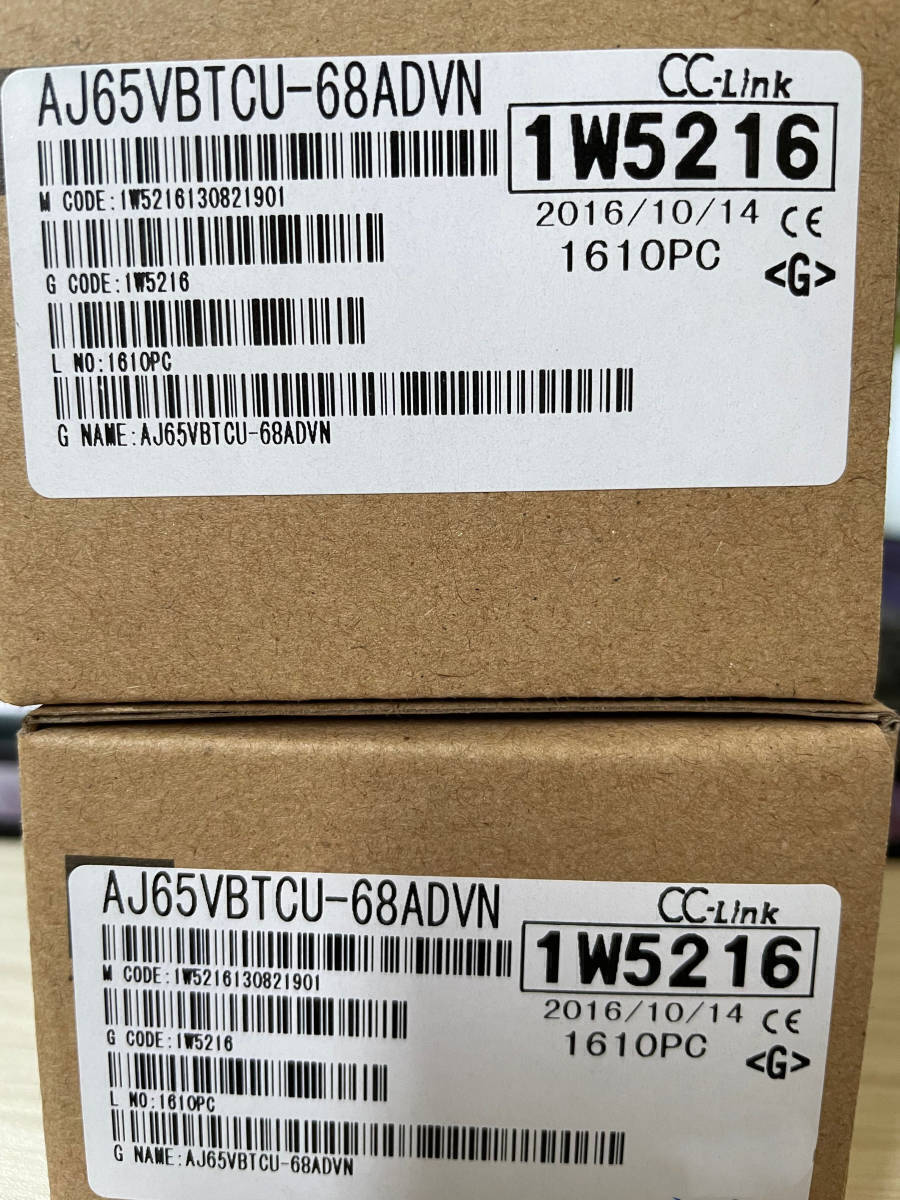 AJ65VBTCU-68ADVN
CC-Link
1W5216
M CODE:1W5216130821901
2016/10/14 CE
G CODE:1W5216
1610PC
<G>
L NO:1610PC
G NAME:AJ65VBTCU-68ADVN
AJ65VBTCU-68ADVN
CC-Link
1W5216
M CODE:1W5216130821901
2016/10/14 CE
G CODE:1W5216
1610PC
<G>
L NO:1610PC
G NAME:AJ65VBTCU-68ADVN